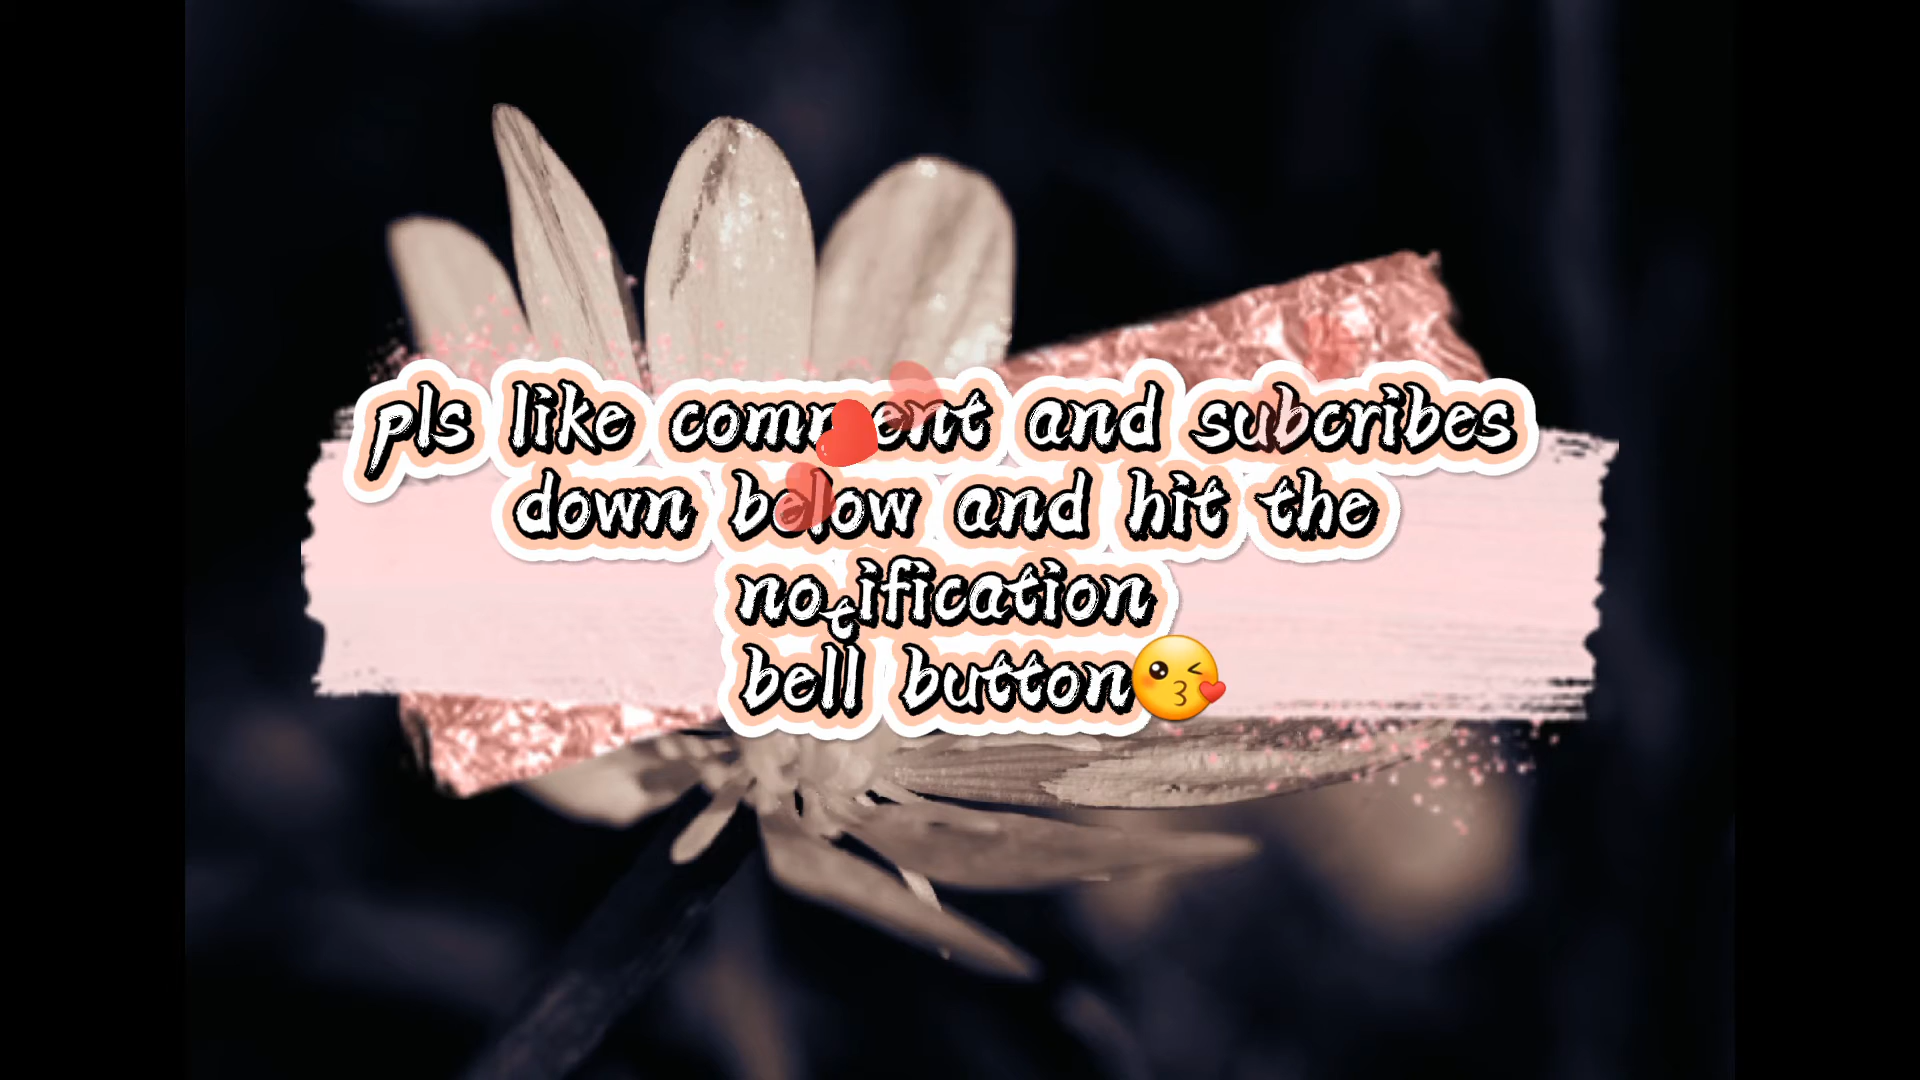 pls like comment and subcribes
down below and hit the
notification
bell button😘